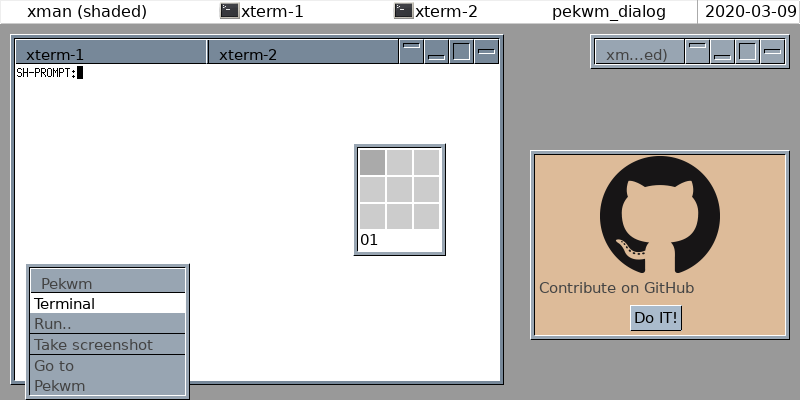 xman (shaded) xterm-1 xterm-2 pekwm_dialog 2020-03-09
xterm-1 xterm-2
xm...ed)
SH-PROMPT:
01
Pekwm
Terminal
Run..
Take screenshot
Go to
Pekwm
Contribute on GitHub
Do IT!